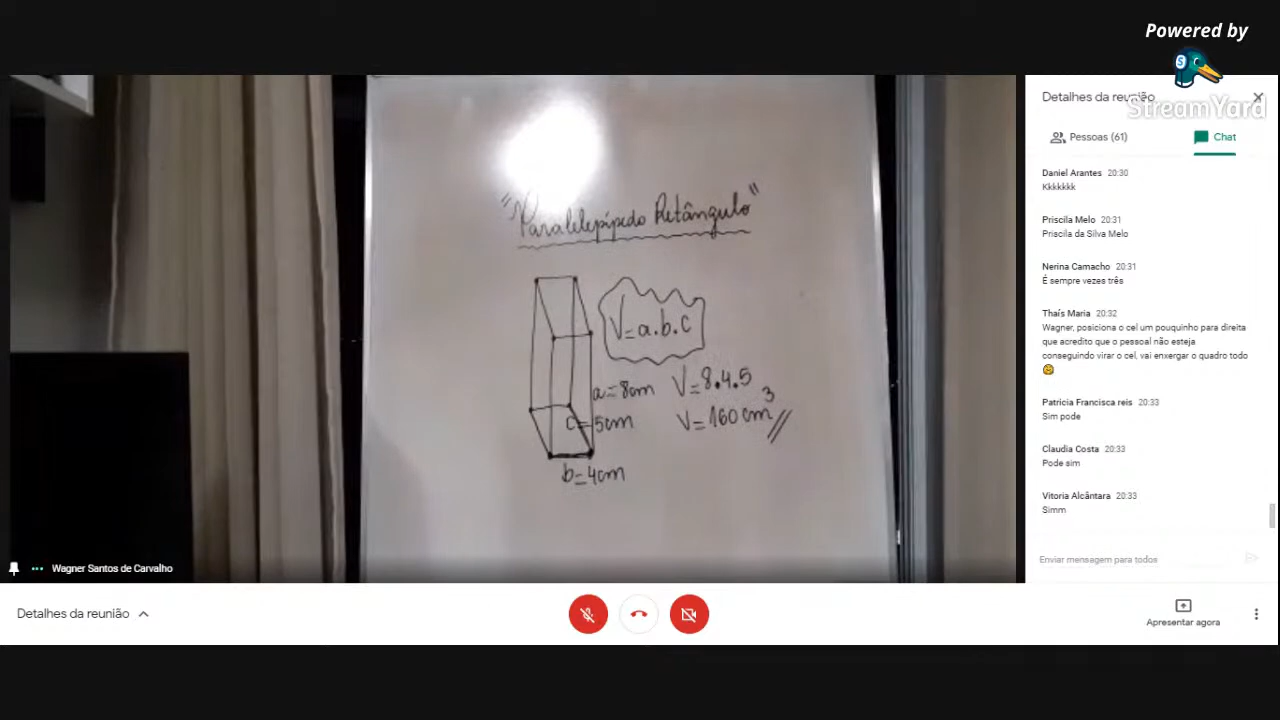 Powered by
StreamYard
"Paralelepípedo Retângulo"
V=a.b.c
a=8cm
V=8.4.5
c=5cm
V=160cm³
b=4cm
Wagner Santos de Carvalho
Detalhes da reunião
Pessoas (61)
Chat
Daniel Arantes 20:30
Kkkkkkk
Priscila Melo 20:31
Priscila da Silva Melo
Nerina Camacho 20:31
É sempre vezes três
Thaís Maria 20:32
Wagner, posiciona o cel um pouquinho para direita
que acredito que o pessoal não esteja
conseguindo virar o cel, vai enxergar o quadro todo
Patricia Francisca reis 20:33
Sim pode
Claudia Costa 20:33
Pode sim
Vitoria Alcântara 20:33
Simm
Enviar mensagem para todos
Detalhes da reunião
Apresentar agora